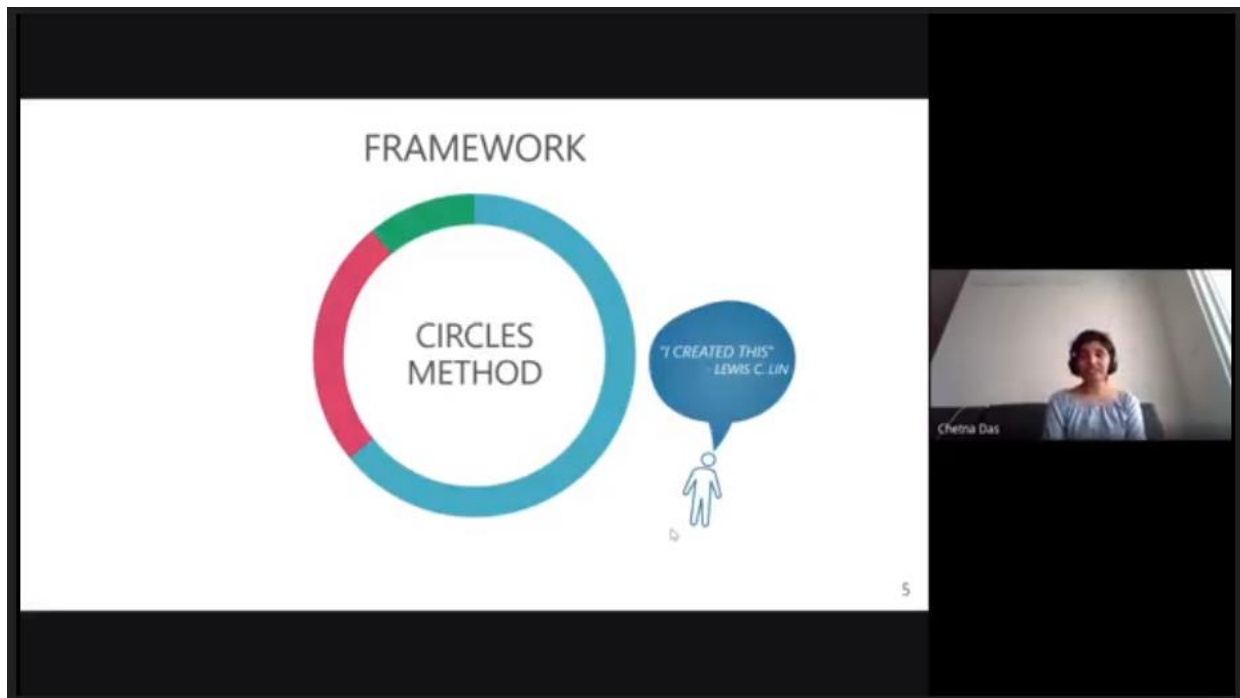 FRAMEWORK
CIRCLES
METHOD
"I CREATED THIS"
- LEWIS C. LIN
Chetna Das
5